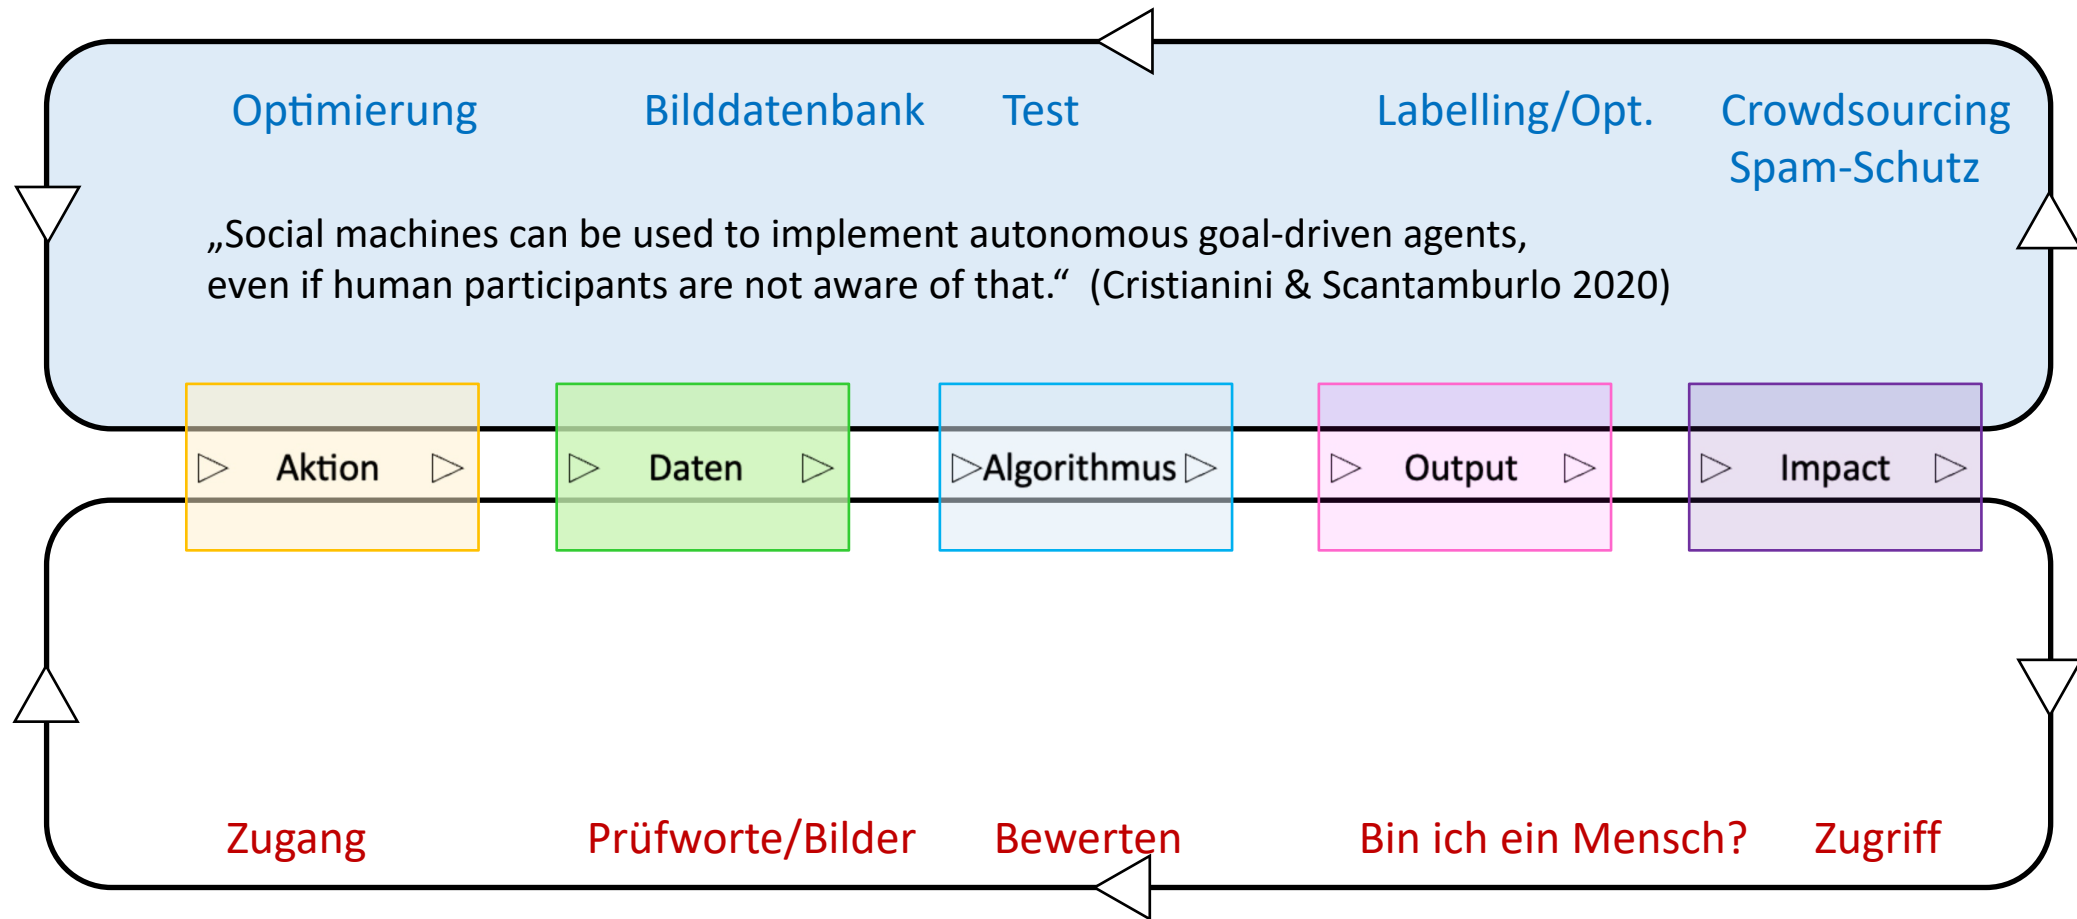 Optimierung Bilddatenbank Test Labelling/Opt. Crowdsourcing
Spam-Schutz
„Social machines can be used to implement autonomous goal-driven agents,
even if human participants are not aware of that.“ (Cristianini & Scantamburlo 2020)
Aktion Daten Algorithmus Output Impact
Zugang Prüfworte/Bilder Bewerten Bin ich ein Mensch? Zugriff